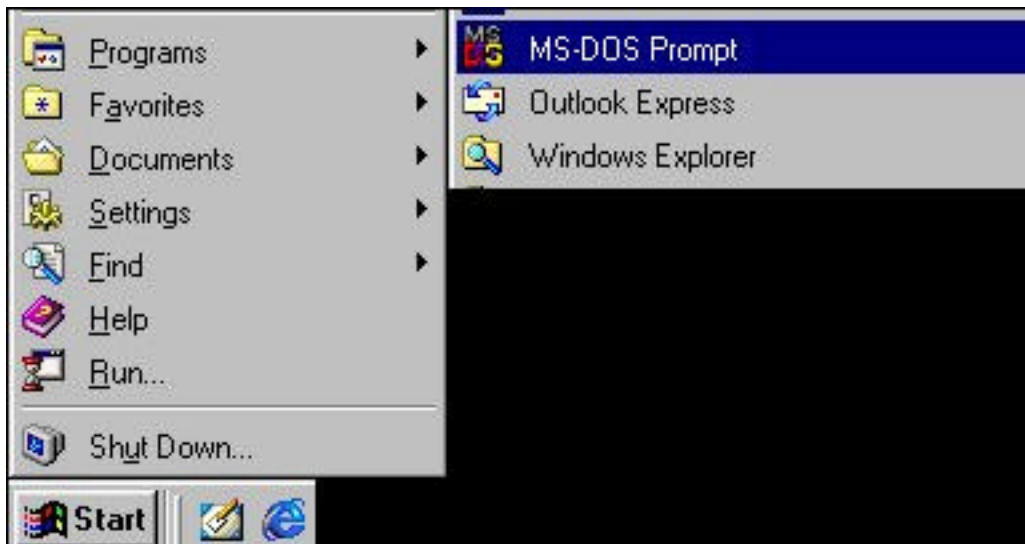 Programs
Favorites
Documents
Settings
Find
Help
Run...
Shut Down...
Start
MS-DOS Prompt
Outlook Express
Windows Explorer